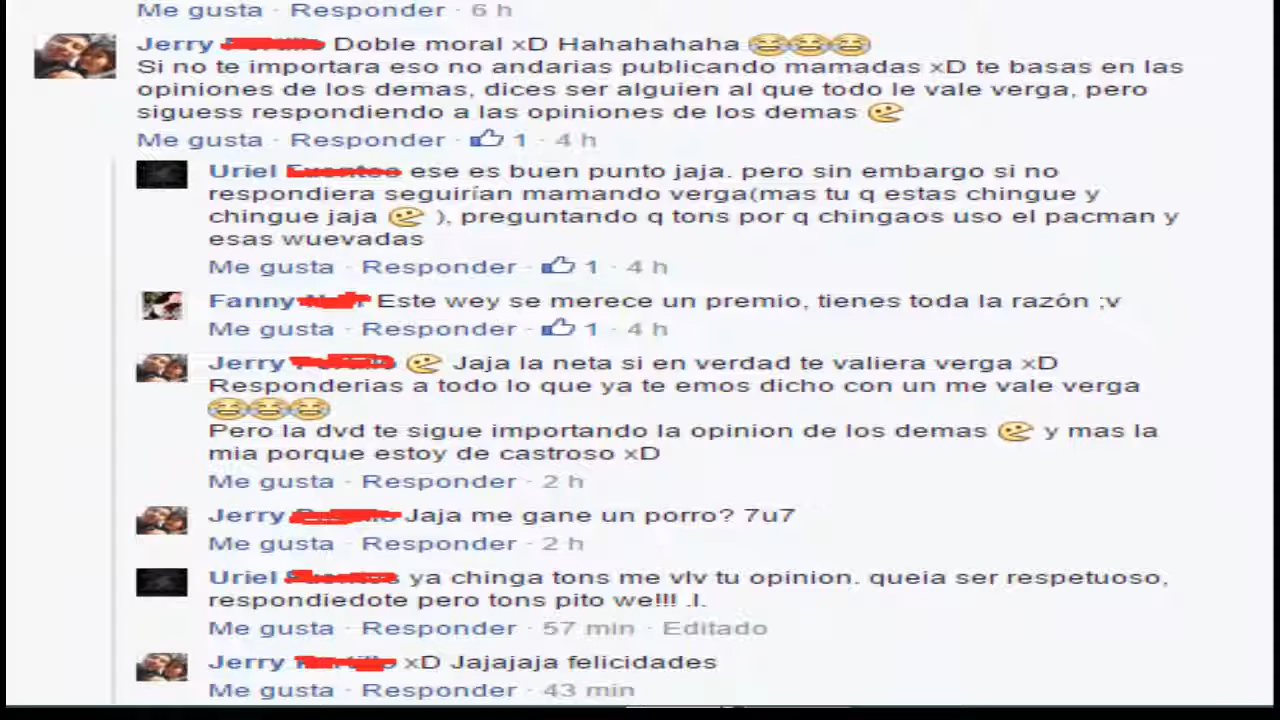 Me gusta · Responder · 6 h
Jerry Doble moral xD Hahahahaha 😂😂😂
Si no te importara eso no andarias publicando mamadas xD te basas en las
opiniones de los demas, dices ser alguien al que todo le vale verga, pero
siguess respondiendo a las opiniones de los demas
Me gusta · Responder · 1 · 4 h
Uriel ese es buen punto jaja. pero sin embargo si no
respondiera seguirían mamando verga(mas tu q estas chingue y
chingue jaja ), preguntando q tons por q chingaos uso el pacman y
esas wuevadas
Me gusta · Responder · 1 · 4 h
Fanny Este wey se merece un premio, tienes toda la razón ;v
Me gusta · Responder · 1 · 4 h
Jerry Jaja la neta si en verdad te valiera verga xD
Responderias a todo lo que ya te emos dicho con un me vale verga
😂😂😂
Pero la dvd te sigue importando la opinion de los demas y mas la
mia porque estoy de castroso xD
Me gusta · Responder · 2 h
Jerry Jaja me gane un porro? 7u7
Me gusta · Responder · 2 h
Uriel ya chinga tons me vlv tu opinion. queia ser respetuoso,
respondiedote pero tons pito we!!! .I.
Me gusta · Responder · 57 min · Editado
Jerry xD Jajajaja felicidades
Me gusta · Responder · 43 min